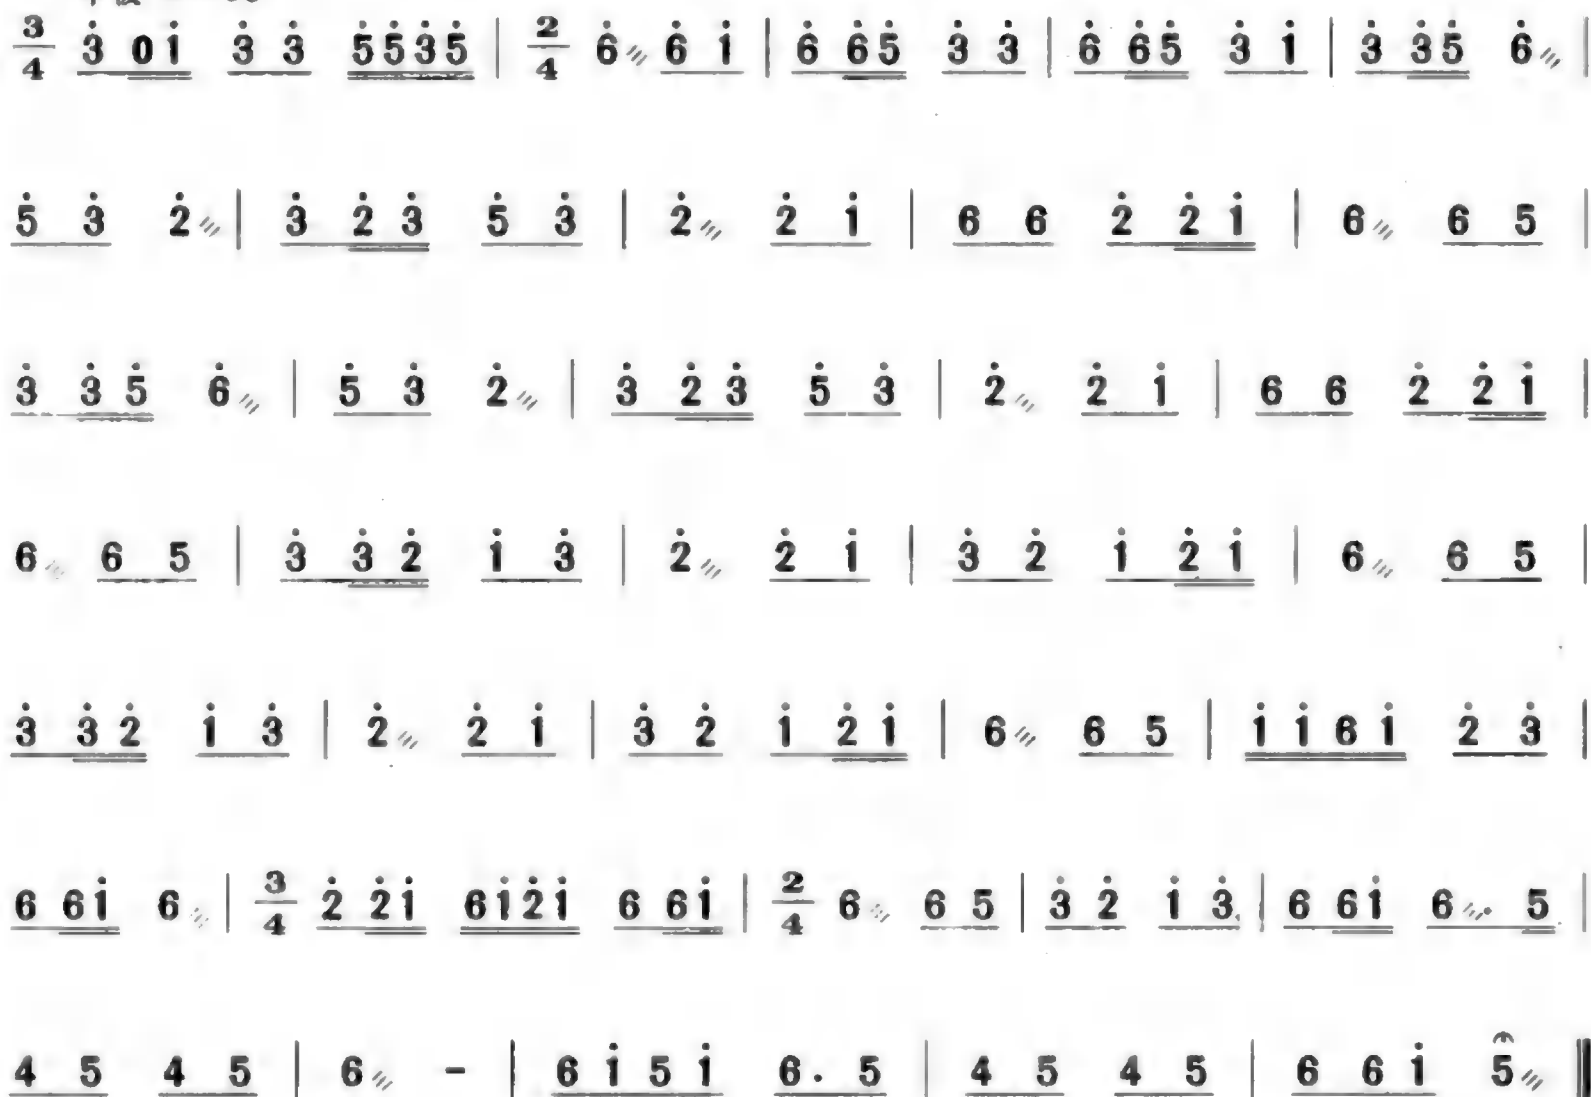 3/4 3̇ 0 1̇ 3̇ 3̇ 5̇ 5̇ 3̇ 5̇ | 2/4 6̇ 6̇ 1̇ | 6̇ 6̇ 5̇ 3̇ 3̇ | 6̇ 6̇ 5̇ 3̇ 1̇ | 3̇ 3̇ 5̇ 6̇ |
5̇ 3̇ 2̇ | 3̇ 2̇ 3̇ 5̇ 3̇ | 2̇ 2̇ 1̇ | 6 6 2̇ 2̇ 1̇ | 6 6 5 |
3̇ 3̇ 5̇ 6̇ | 5̇ 3̇ 2̇ | 3̇ 2̇ 3̇ 5̇ 3̇ | 2̇ 2̇ 1̇ | 6 6 2̇ 2̇ 1̇ |
6 6 5 | 3̇ 3̇ 2̇ 1̇ 3̇ | 2̇ 2̇ 1̇ | 3̇ 2̇ 1̇ 2̇ 1̇ | 6 6 5 |
3̇ 3̇ 2̇ 1̇ 3̇ | 2̇ 2̇ 1̇ | 3̇ 2̇ 1̇ 2̇ 1̇ | 6 6 5 | 1̇ 1̇ 6 1̇ 2̇ 3̇ |
6 6 1̇ 6 | 3/4 2̇ 2̇ 1̇ 6 1̇ 2̇ 1̇ 6 6 1̇ | 2/4 6 6 5 | 3̇ 2̇ 1̇ 3̇ | 6 6 1̇ 6 . 5 |
4 5 4 5 | 6 - | 6 1̇ 5 1̇ 6 . 5 | 4 5 4 5 | 6 6 1̇ 5 ‖